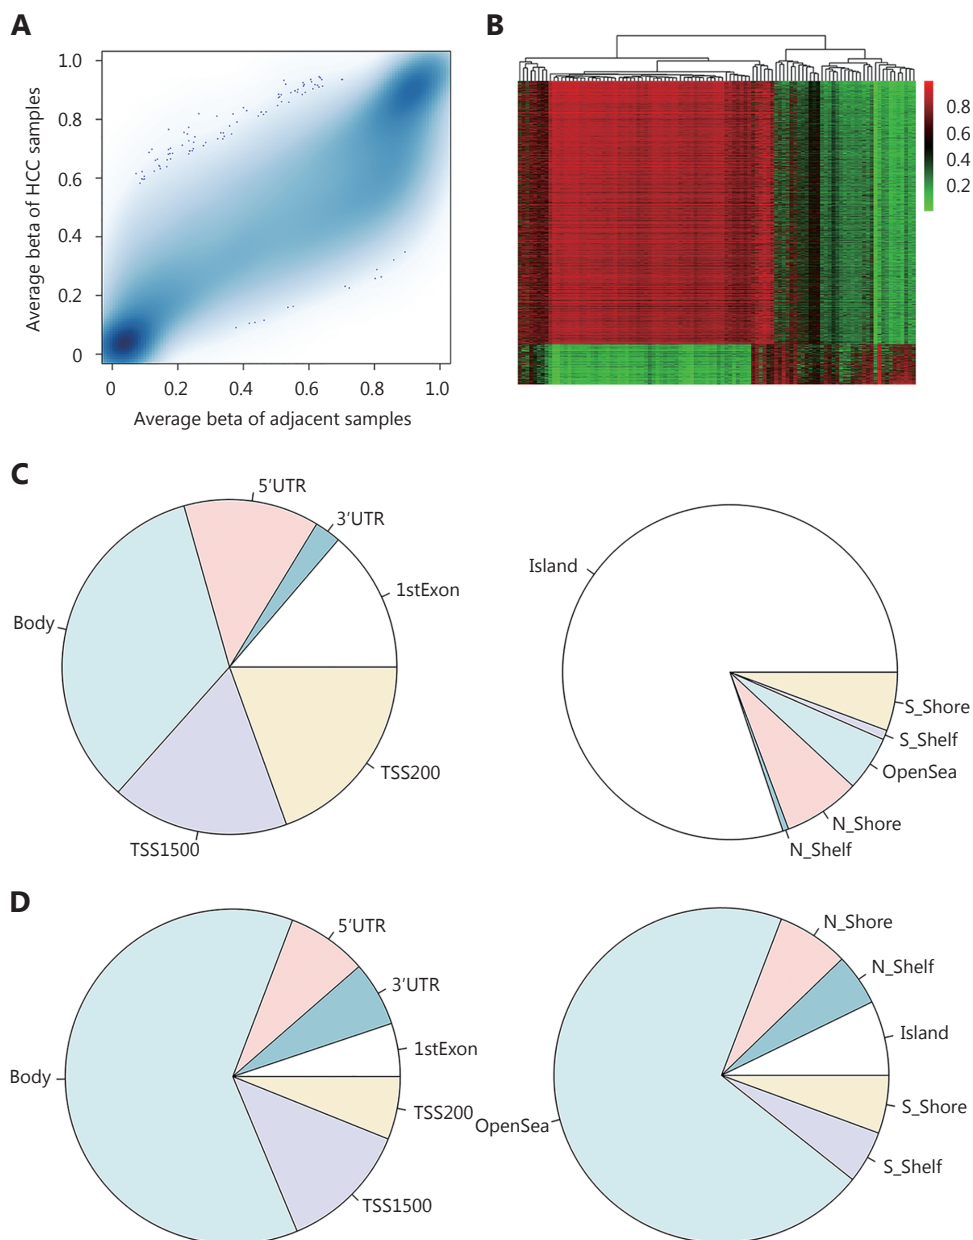 A
Average beta of HCC samples
1.0
0.8
0.6
0.4
0.2
0
0 0.2 0.4 0.6 0.8 1.0
Average beta of adjacent samples
B
0.8
0.6
0.4
0.2
C
5′UTR
3′UTR
1stExon
Body
TSS200
TSS1500
Island
S_Shore
S_Shelf
OpenSea
N_Shore
N_Shelf
D
5′UTR
3′UTR
1stExon
Body
TSS200
TSS1500
N_Shore
N_Shelf
Island
S_Shore
OpenSea
S_Shelf